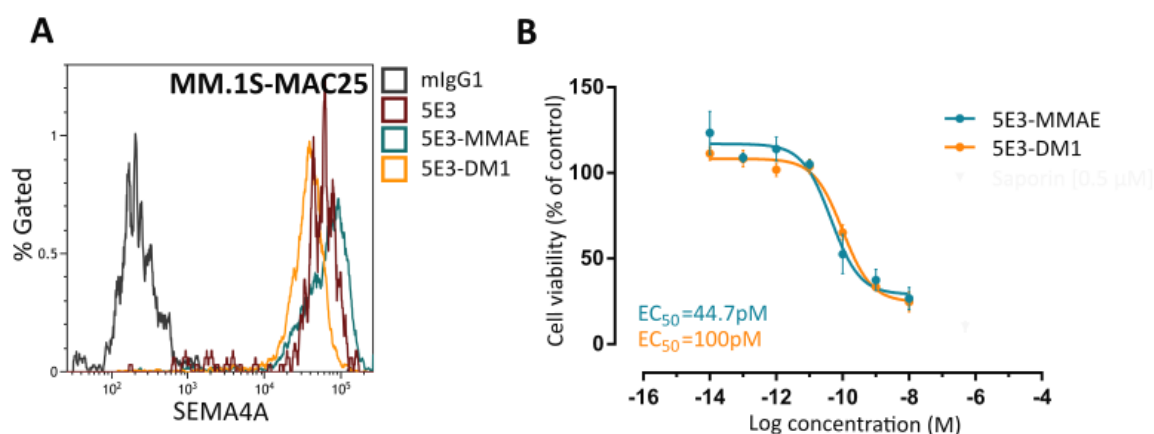 A
MM.1S-MAC25
mIgG1
5E3
5E3-MMAE
5E3-DM1
% Gated
1
0.5
0
10²
10³
10⁴
10⁵
SEMA4A
B
Cell viability (% of control)
150
100
50
0
5E3-MMAE
5E3-DM1
Saporin [0.5 µM]
EC₅₀=44.7pM
EC₅₀=100pM
-16 -14 -12 -10 -8 -6 -4
Log concentration (M)